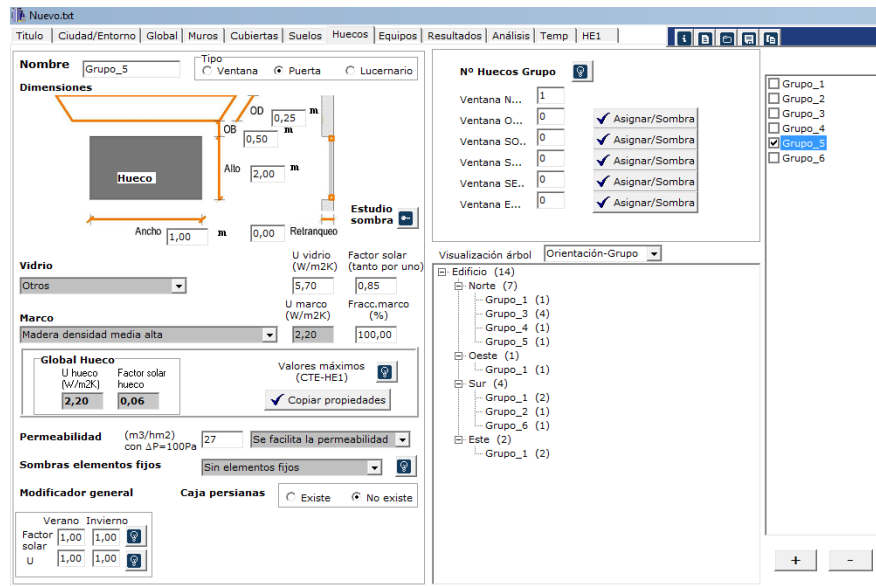 Nuevo.txt
Titulo Ciudad/Entorno Global Muros Cubiertas Suelos Huecos Equipos Resultados Análisis Temp HE1
Nombre Grupo_5
Tipo
Ventana Puerta Lucernario
Dimensiones
OD 0,25 m
OB 0,50 m
Alto 2,00 m
Hueco
Ancho 1,00 m 0,00 Retranqueo
Estudio sombra
Vidrio
U vidrio (W/m2K)
Factor solar (tanto por uno)
Otros 5,70 0,85
Marco
U marco (W/m2K)
Fracc.marco (%)
Madera densidad media alta 2,20 100,00
Global Hueco
U hueco (W/m2K)
Factor solar hueco
2,20 0,06
Valores máximos (CTE-HE1)
Copiar propiedades
Permeabilidad (m3/hm2) con ΔP=100Pa 27 Se facilita la permeabilidad
Sombras elementos fijos Sin elementos fijos
Modificador general Caja persianas Existe No existe
Verano Invierno
Factor solar 1,00 1,00
U 1,00 1,00
Nº Huecos Grupo
Ventana N... 1
Ventana O... 0 Asignar/Sombra
Ventana SO.. 0 Asignar/Sombra
Ventana S... 0 Asignar/Sombra
Ventana SE.. 0 Asignar/Sombra
Ventana E... 0 Asignar/Sombra
Visualización árbol Orientación-Grupo
Edificio (14)
Norte (7)
Grupo_1 (1)
Grupo_3 (4)
Grupo_4 (1)
Grupo_5 (1)
Oeste (1)
Grupo_1 (1)
Sur (4)
Grupo_1 (2)
Grupo_2 (1)
Grupo_6 (1)
Este (2)
Grupo_1 (2)
Grupo_1
Grupo_2
Grupo_3
Grupo_4
Grupo_5
Grupo_6
+ -